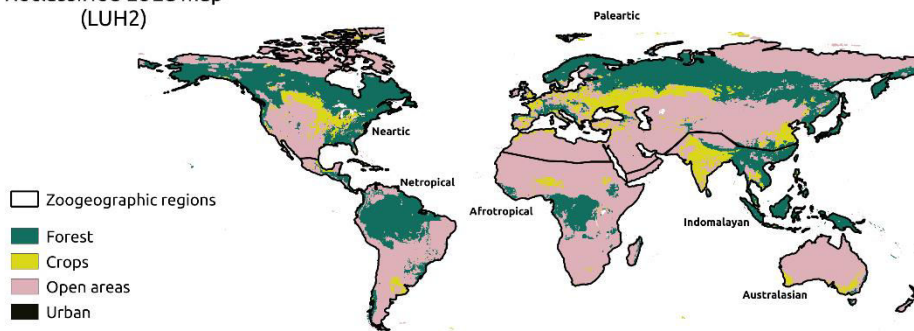 (LUH2)
Paleartic
Neartic
Netropical
Afrotropical
Indomalayan
Australasian
Zoogeographic regions
Forest
Crops
Open areas
Urban